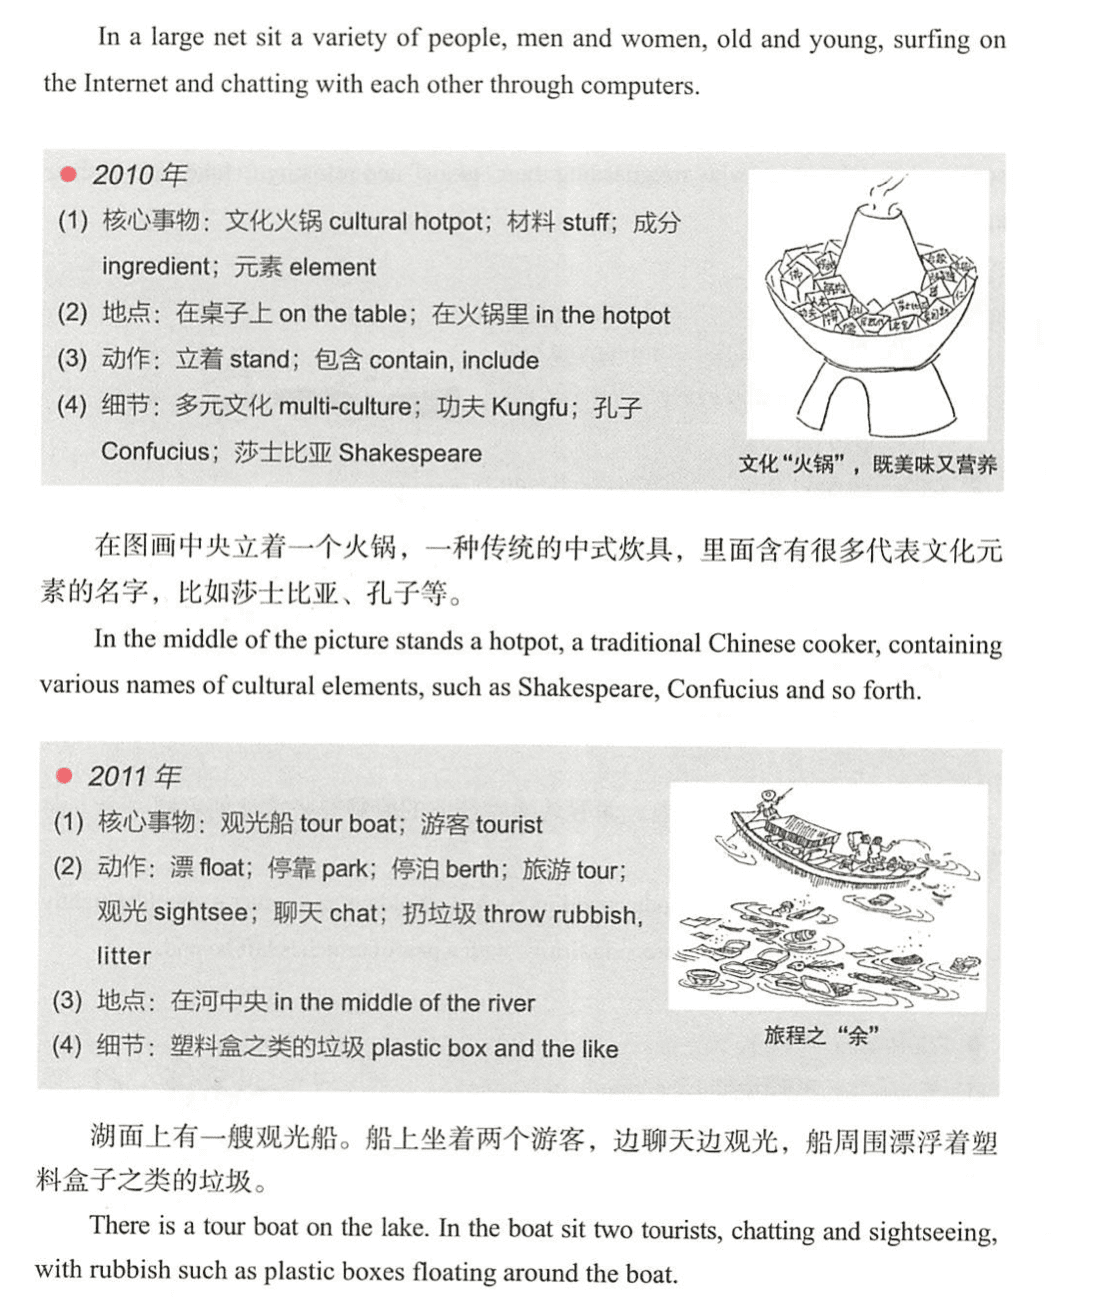 In a large net sit a variety of people, men and women, old and young, surfing on
the Internet and chatting with each other through computers.
● 2010 年
(1) 核心事物：文化火锅 cultural hotpot；材料 stuff；成分
ingredient；元素 element
(2) 地点：在桌子上 on the table；在火锅里 in the hotpot
(3) 动作：立着 stand；包含 contain, include
(4) 细节：多元文化 multi-culture；功夫 Kungfu；孔子
Confucius；莎士比亚 Shakespeare
文化“火锅”，既美味又营养
在图画中央立着一个火锅，一种传统的中式炊具，里面含有很多代表文化元
素的名字，比如莎士比亚、孔子等。
In the middle of the picture stands a hotpot, a traditional Chinese cooker, containing
various names of cultural elements, such as Shakespeare, Confucius and so forth.
● 2011 年
(1) 核心事物：观光船 tour boat；游客 tourist
(2) 动作：漂 float；停靠 park；停泊 berth；旅游 tour；
观光 sightsee；聊天 chat；扔垃圾 throw rubbish,
litter
(3) 地点：在河中央 in the middle of the river
(4) 细节：塑料盒之类的垃圾 plastic box and the like
旅程之“余”
湖面上有一艘观光船。船上坐着两个游客，边聊天边观光，船周围漂浮着塑
料盒子之类的垃圾。
There is a tour boat on the lake. In the boat sit two tourists, chatting and sightseeing,
with rubbish such as plastic boxes floating around the boat.